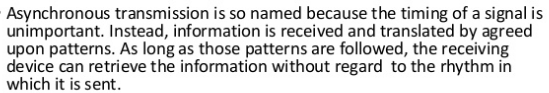 Asynchronous transmission is so named because the timing of a signal is
unimportant. Instead, information is received and translated by agreed
upon patterns. As long as those patterns are followed, the receiving
device can retrieve the information without regard to the rhythm in
which it is sent.